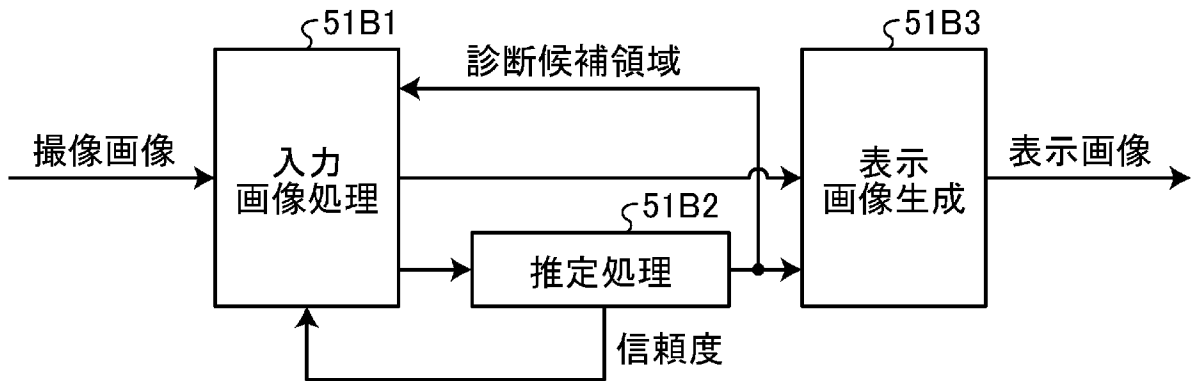 51B1
51B3
診断候補領域
撮像画像
入力
画像処理
表示
画像生成
表示画像
51B2
推定処理
信頼度